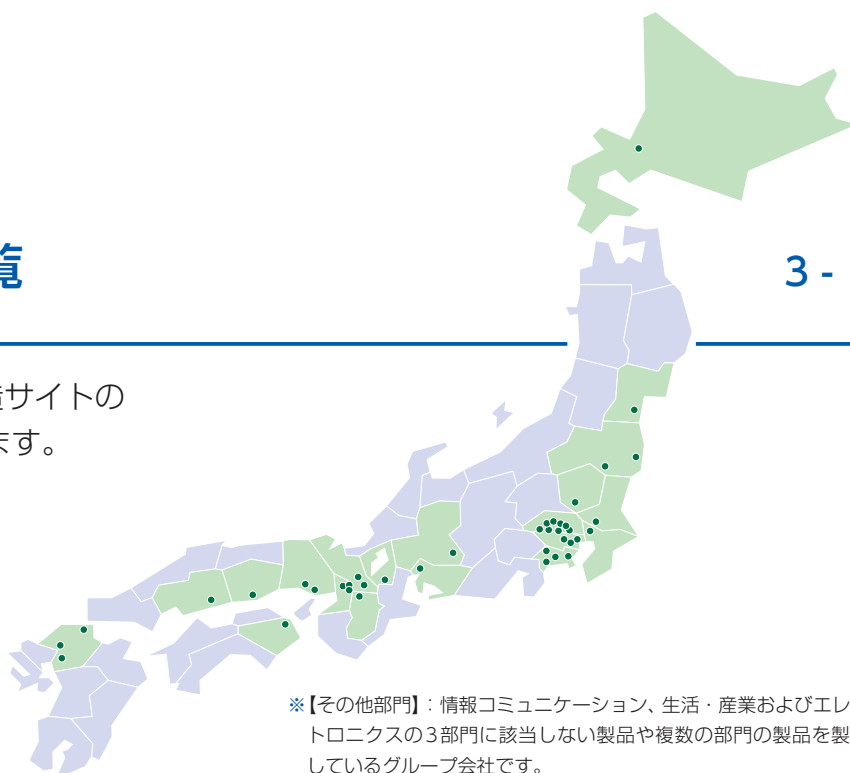 覧
3 -
造サイトの
ます。
※【その他部門】：情報コミュニケーション、生活・産業およびエレ
トロニクスの3部門に該当しない製品や複数の部門の製品を製
しているグループ会社です。